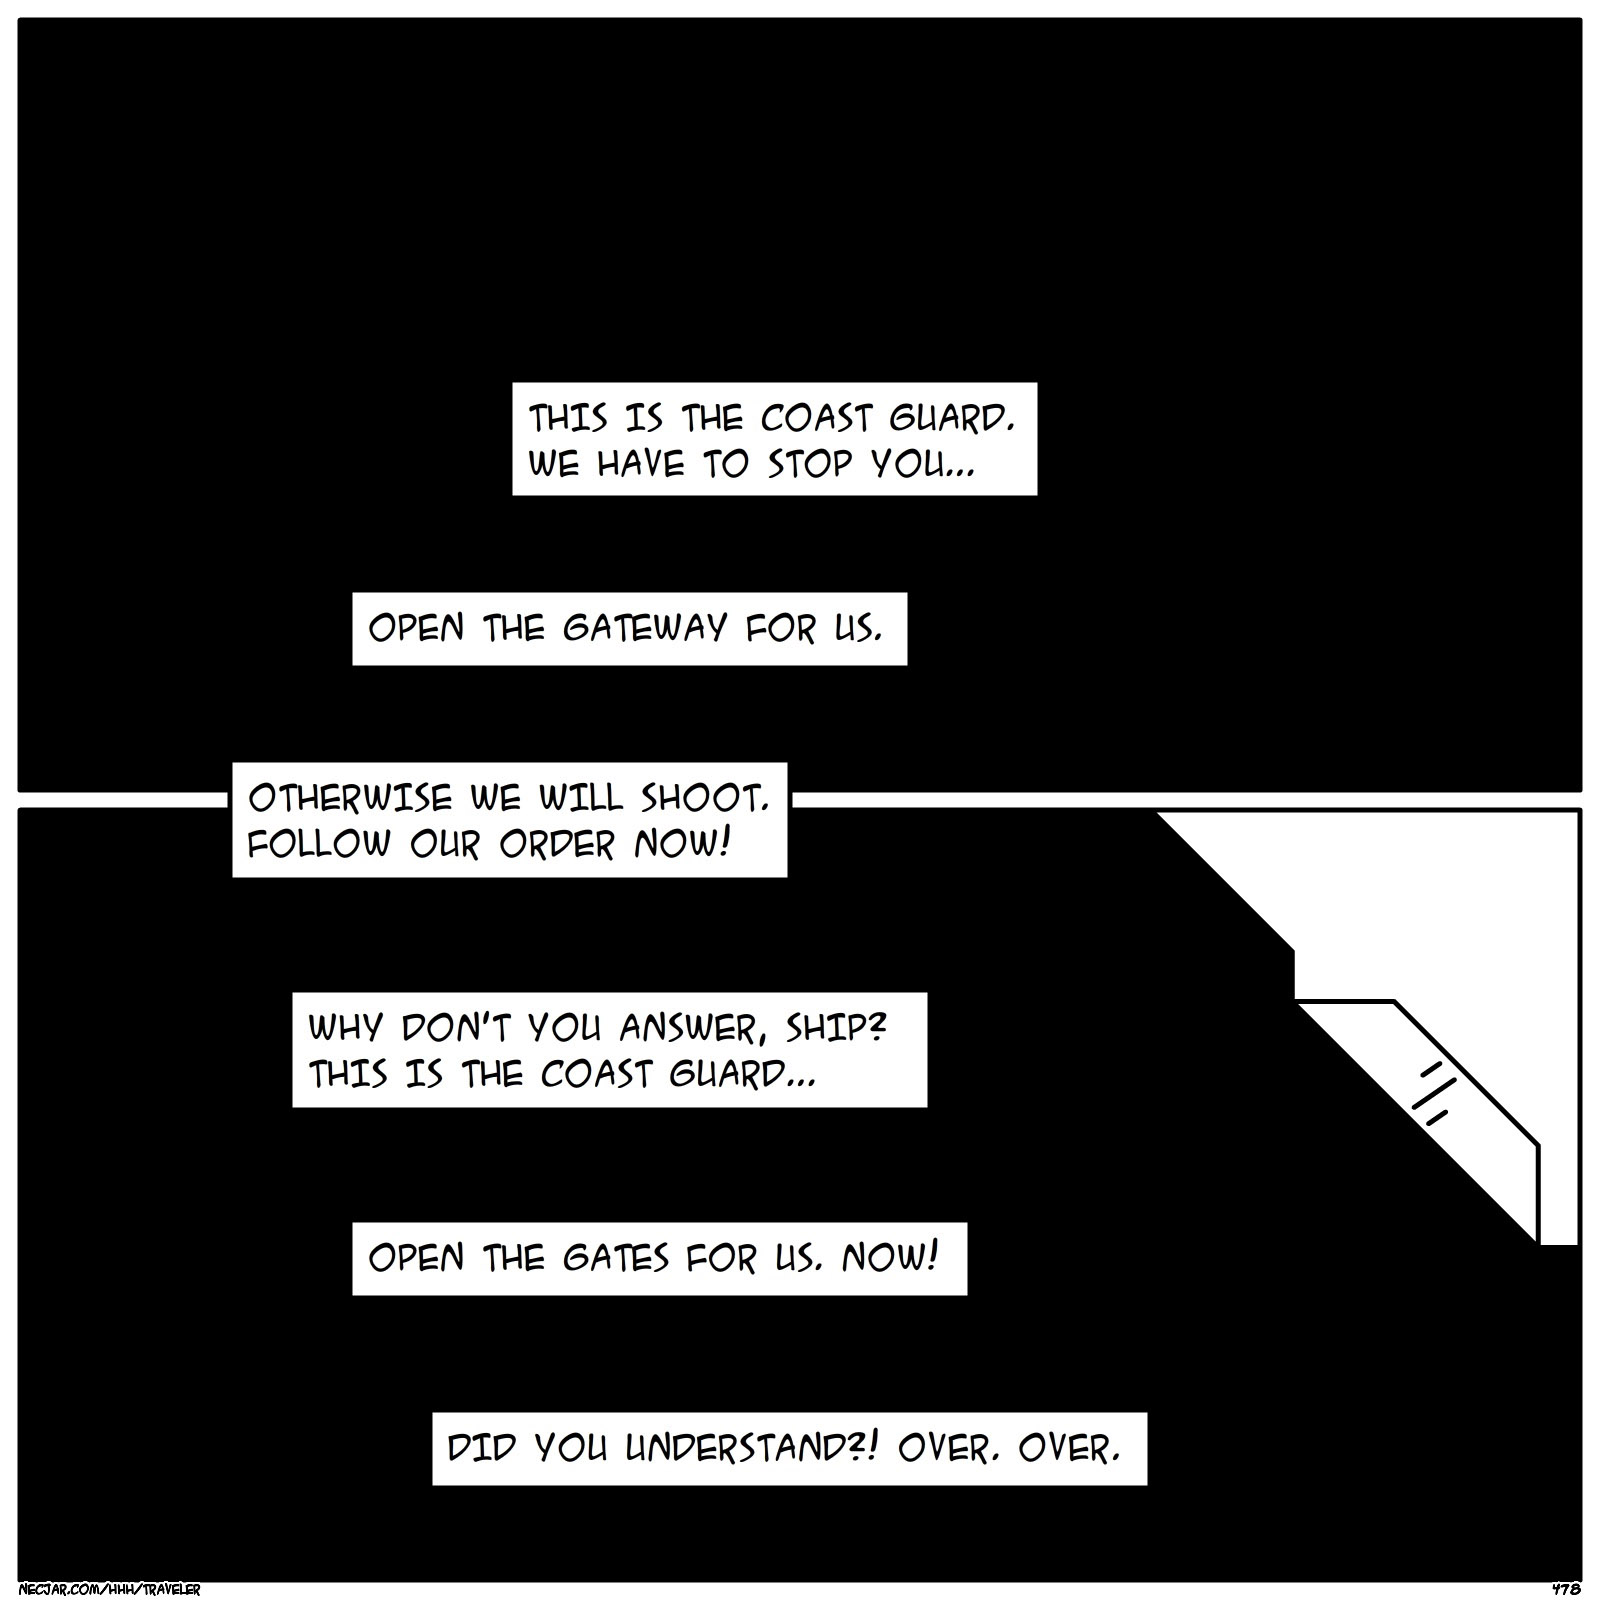 THIS IS THE COAST GUARD.
WE HAVE TO STOP YOU...
OPEN THE GATEWAY FOR US.
OTHERWISE WE WILL SHOOT.
FOLLOW OUR ORDER NOW!
WHY DON'T YOU ANSWER, SHIP?
THIS IS THE COAST GUARD...
OPEN THE GATES FOR US. NOW!
DID YOU UNDERSTAND?! OVER. OVER.
NECJAR.COM/HHH/TRAVELER
478